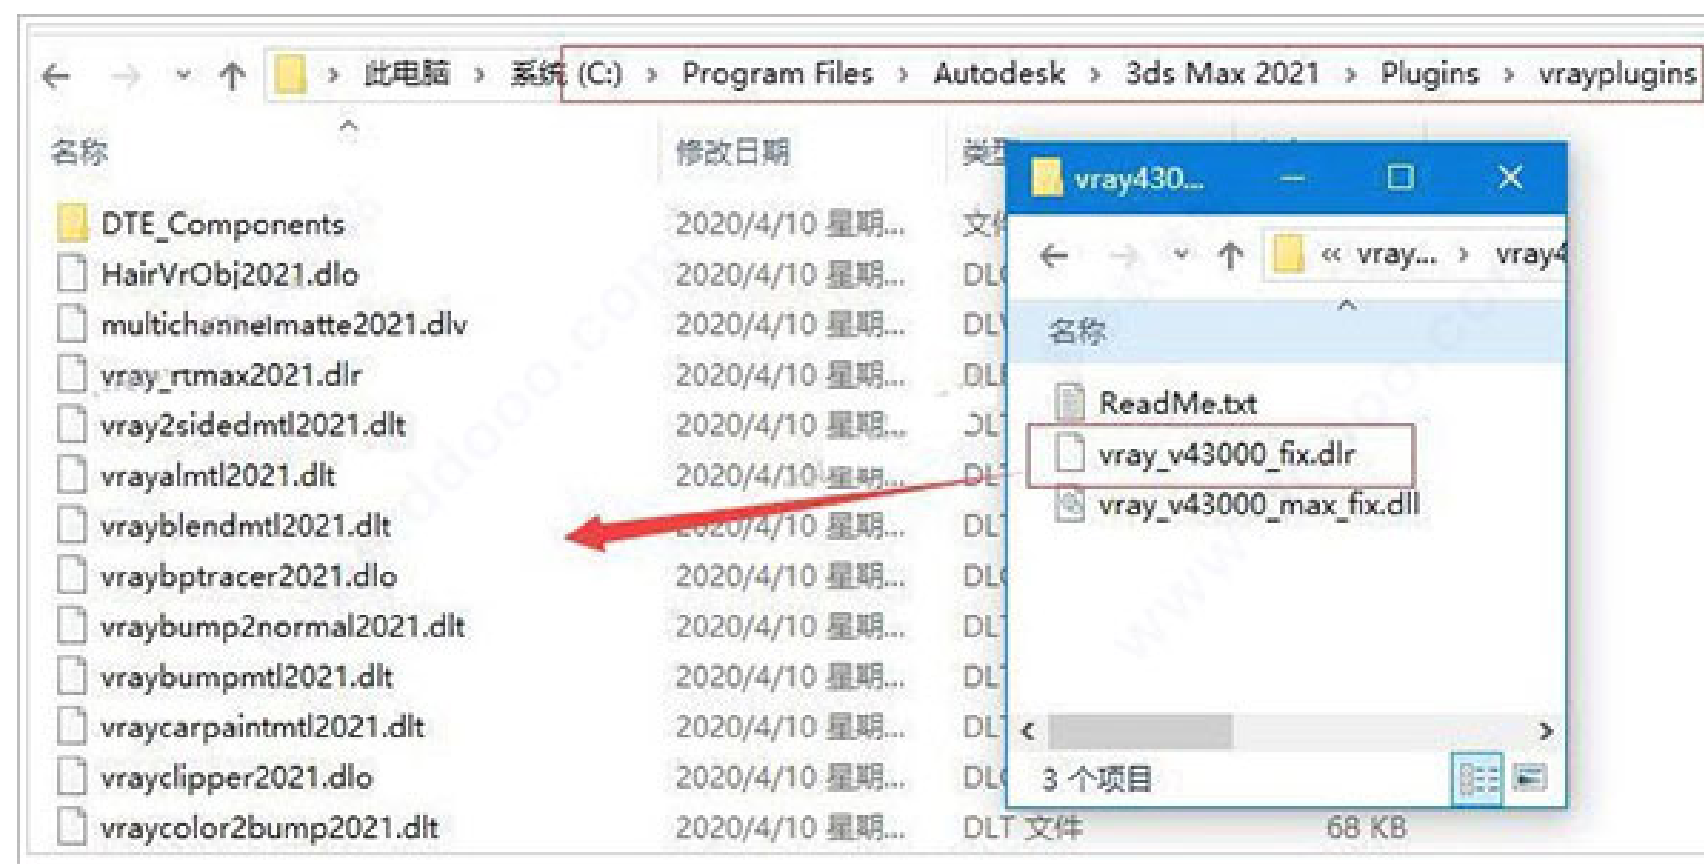 此电脑 > 系统 (C:) > Program Files > Autodesk > 3ds Max 2021 > Plugins > vrayplugins
名称 修改日期
DTE_Components 2020/4/10 星期...
HairVrObj2021.dlo 2020/4/10 星期...
multichannelmatte2021.dlv 2020/4/10 星期...
vray_rtmax2021.dlr 2020/4/10 星期...
vray2sidedmtl2021.dlt 2020/4/10 星期...
vrayalmtl2021.dlt 2020/4/10 星期...
vrayblendmtl2021.dlt 2020/4/10 星期...
vraybptracer2021.dlo 2020/4/10 星期...
vraybump2normal2021.dlt 2020/4/10 星期...
vraybumpmtl2021.dlt 2020/4/10 星期...
vraycarpaintmtl2021.dlt 2020/4/10 星期...
vrayclipper2021.dlo 2020/4/10 星期...
vraycolor2bump2021.dlt 2020/4/10 星期... DLT 文件 68 KB
vray430...
« vray... > vray4
名称
ReadMe.txt
vray_v43000_fix.dlr
vray_v43000_max_fix.dll
3 个项目